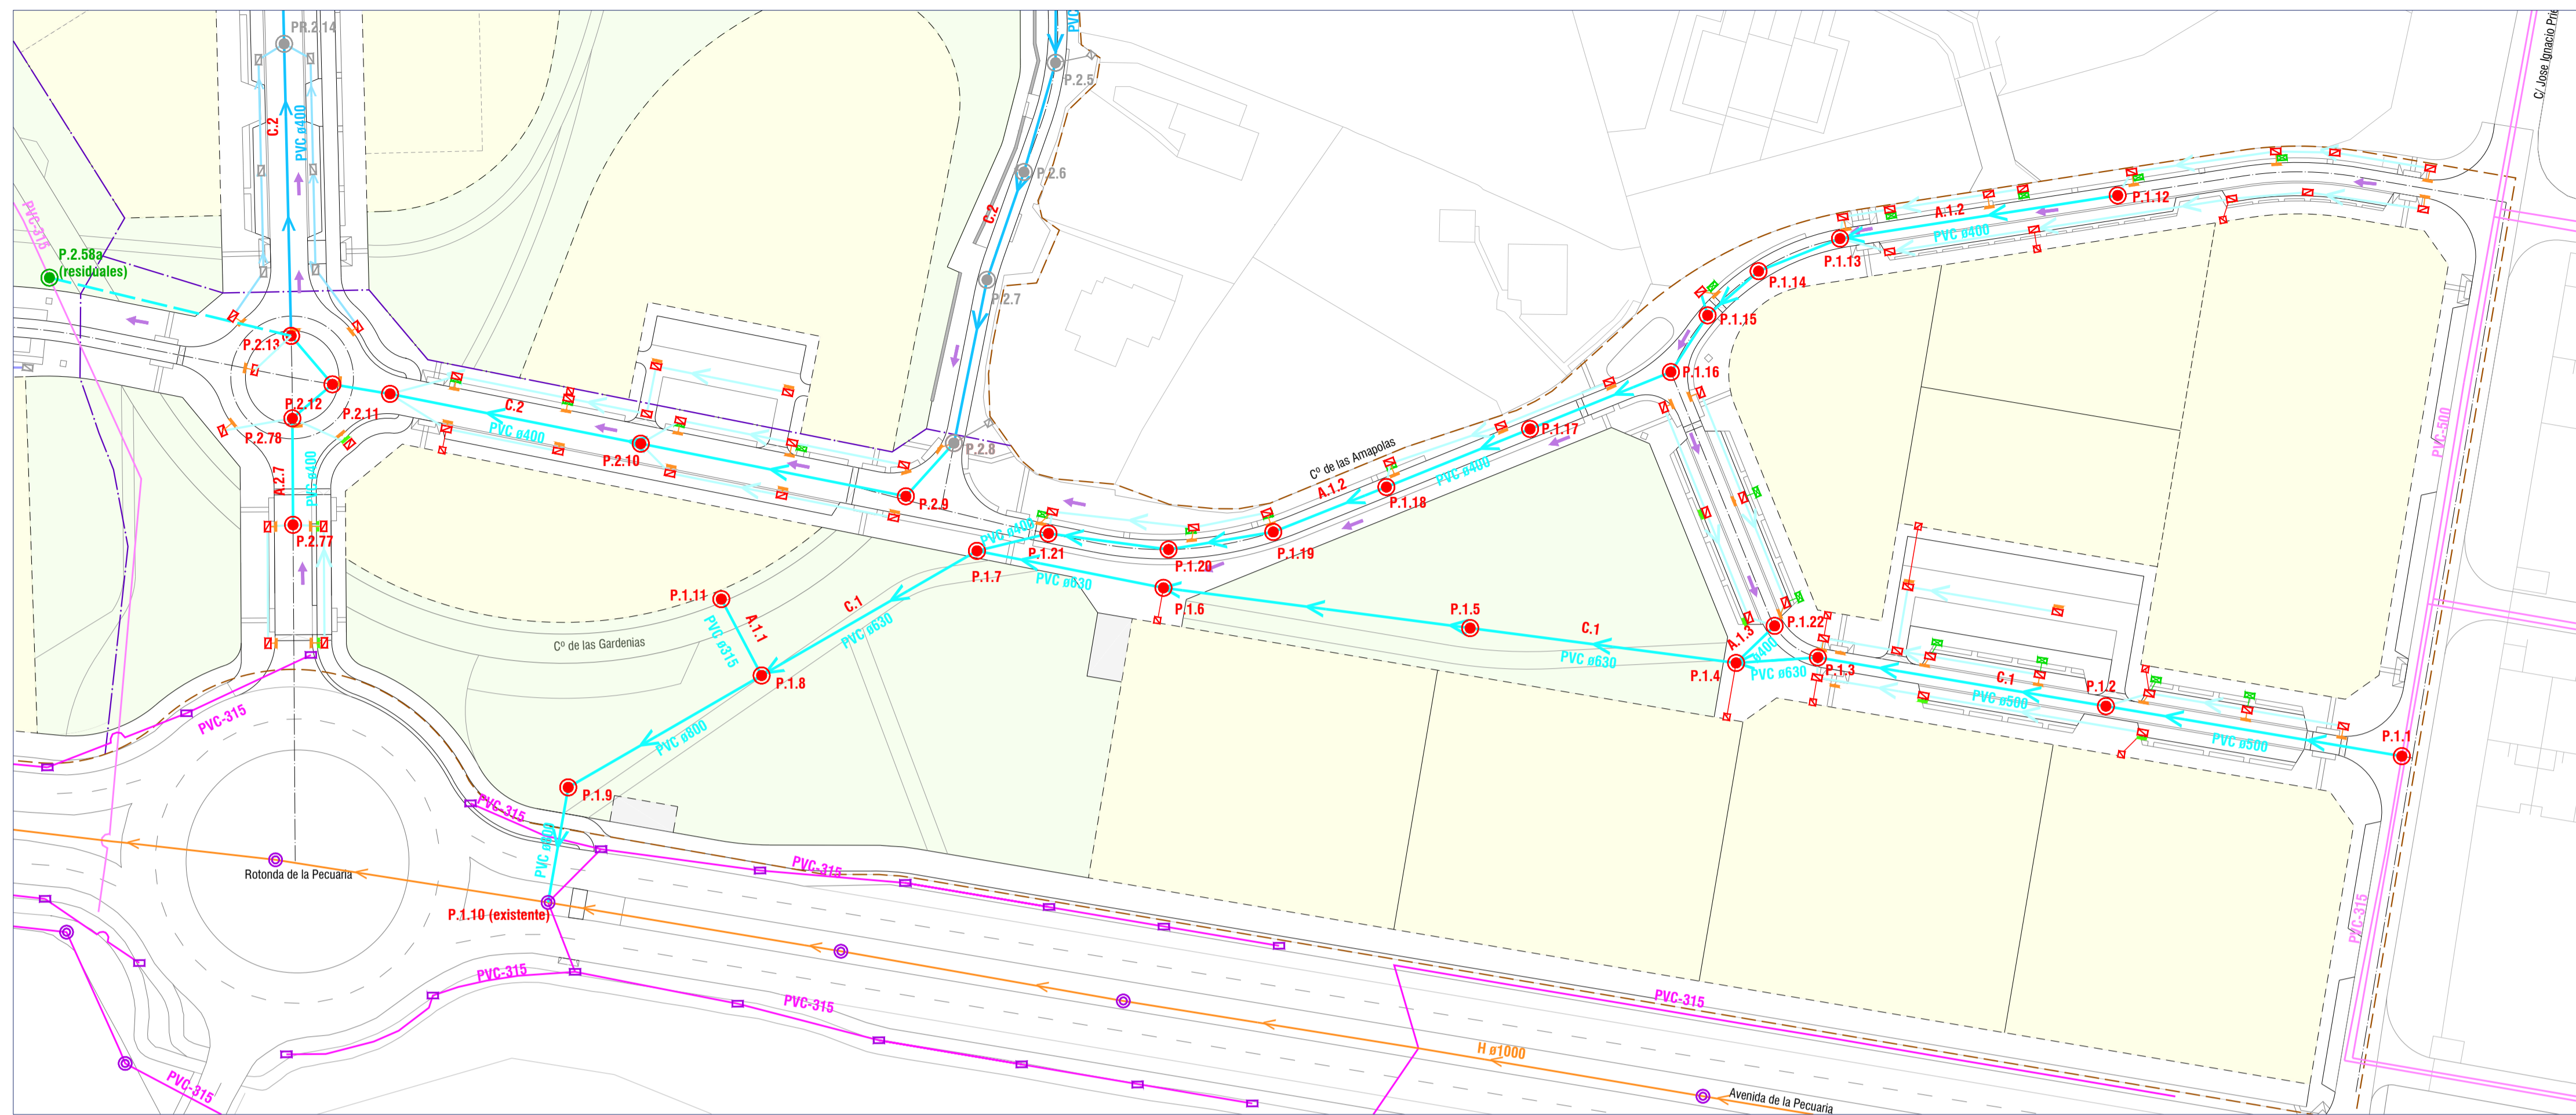 PR.2.14
PVC
P.2.5
C/ Jose Ignacio Prie
C.2
PVC ø400
P.2.6
PVC-315
C.2
P.1.12
A.1.2
PVC ø400
P.2.58a
(residuales)
P.1.13
P.1.14
P.2.7
P.1.15
P.2.13
P.1.16
P.2.12
P.2.11
C.2
PVC ø400
P.1.17
PVC-500
P.2.78
P.2.10
P.2.8
Cº de las Amapolas
PVC ø400
A.2.7
PVC ø400
A.1.2
P.1.18
P.2.9
P.2.77
PVC ø400
P.1.21
P.1.20
P.1.19
P.1.7
PVC ø630
P.1.11
C.1
P.1.6
P.1.5
A.1.1
PVC ø315
PVC ø630
C.1
A.1.3
P.1.22
ø400
Cº de las Gardenias
PVC ø630
P.1.4
PVC ø630
P.1.3
P.1.8
C.1
PVC ø500
P.1.2
PVC-315
PVC ø800
PVC ø500
P.1.1
P.1.9
PVC-315
PVC ø800
PVC-315
Rotonda de la Pecuaria
P.1.10 (existente)
PVC-315
PVC-315
PVC-315
PVC-315
H ø1000
PVC-315
Avenida de la Pecuaria